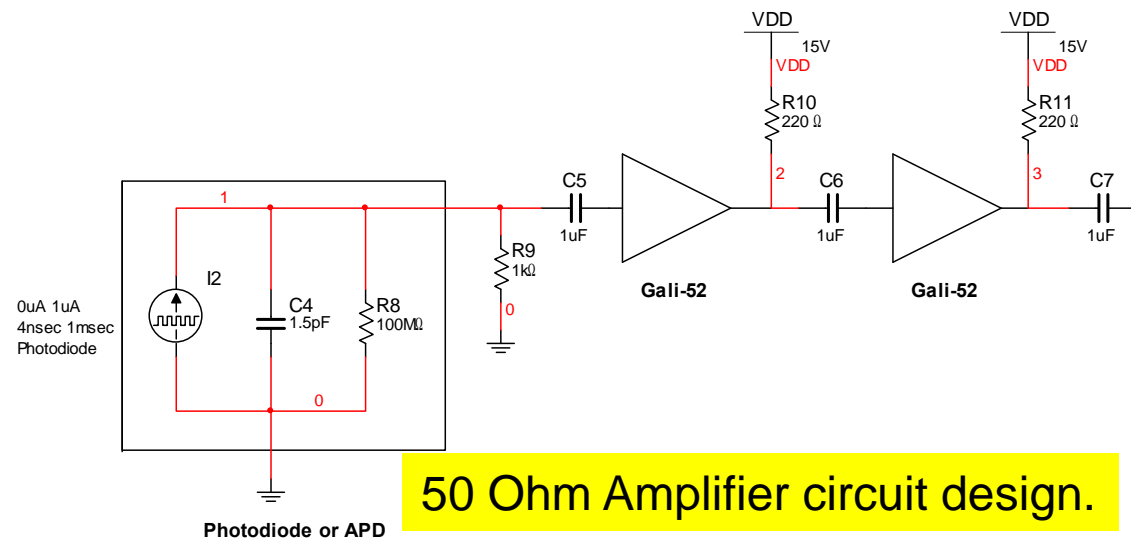 VDD
15V
VDD
R10
220 Ω
2
VDD
15V
VDD
R11
220 Ω
3
1
C5
1uF
C6
1uF
C7
1uF
R9
1kΩ
0
Gali-52
Gali-52
I2
0uA 1uA
4nsec 1msec
Photodiode
C4
1.5pF
R8
100MΩ
0
50 Ohm Amplifier circuit design.
Photodiode or APD